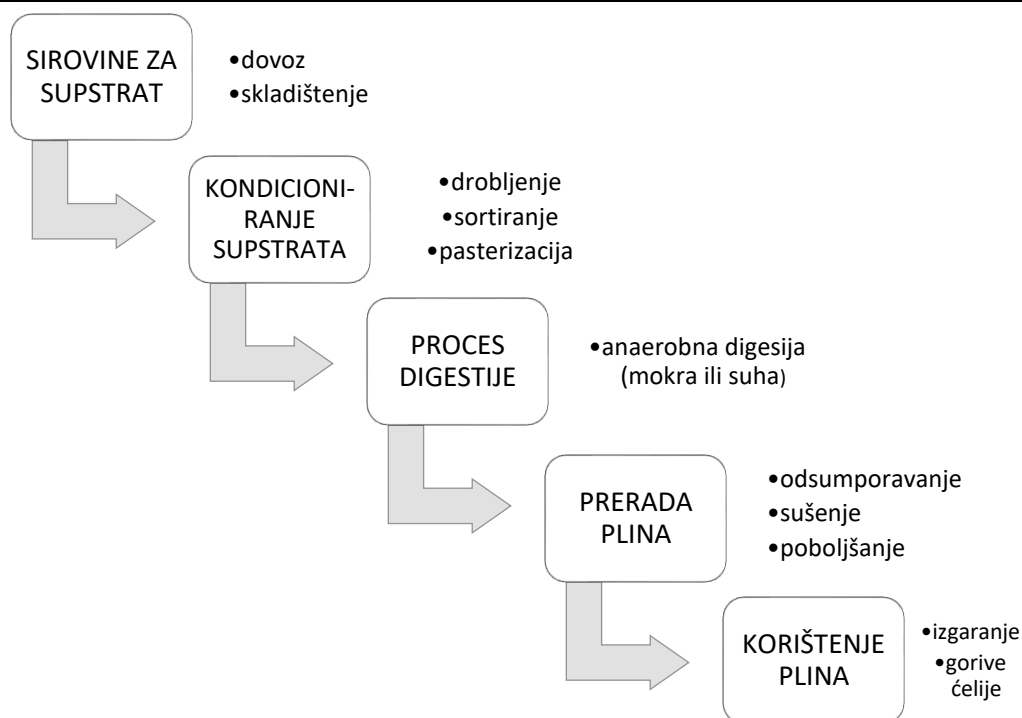 SIROVINE ZA
SUPSTRAT
•dovoz
•skladištenje
KONDICIONI-
RANJE
SUPSTRATA
•drobljenje
•sortiranje
•pasterizacija
PROCES
DIGESTIJE
•anaerobna digesija
(mokra ili suha)
PRERADA
PLINA
•odsumporavanje
•sušenje
•poboljšanje
KORIŠTENJE
PLINA
•izgaranje
•gorive
ćelije